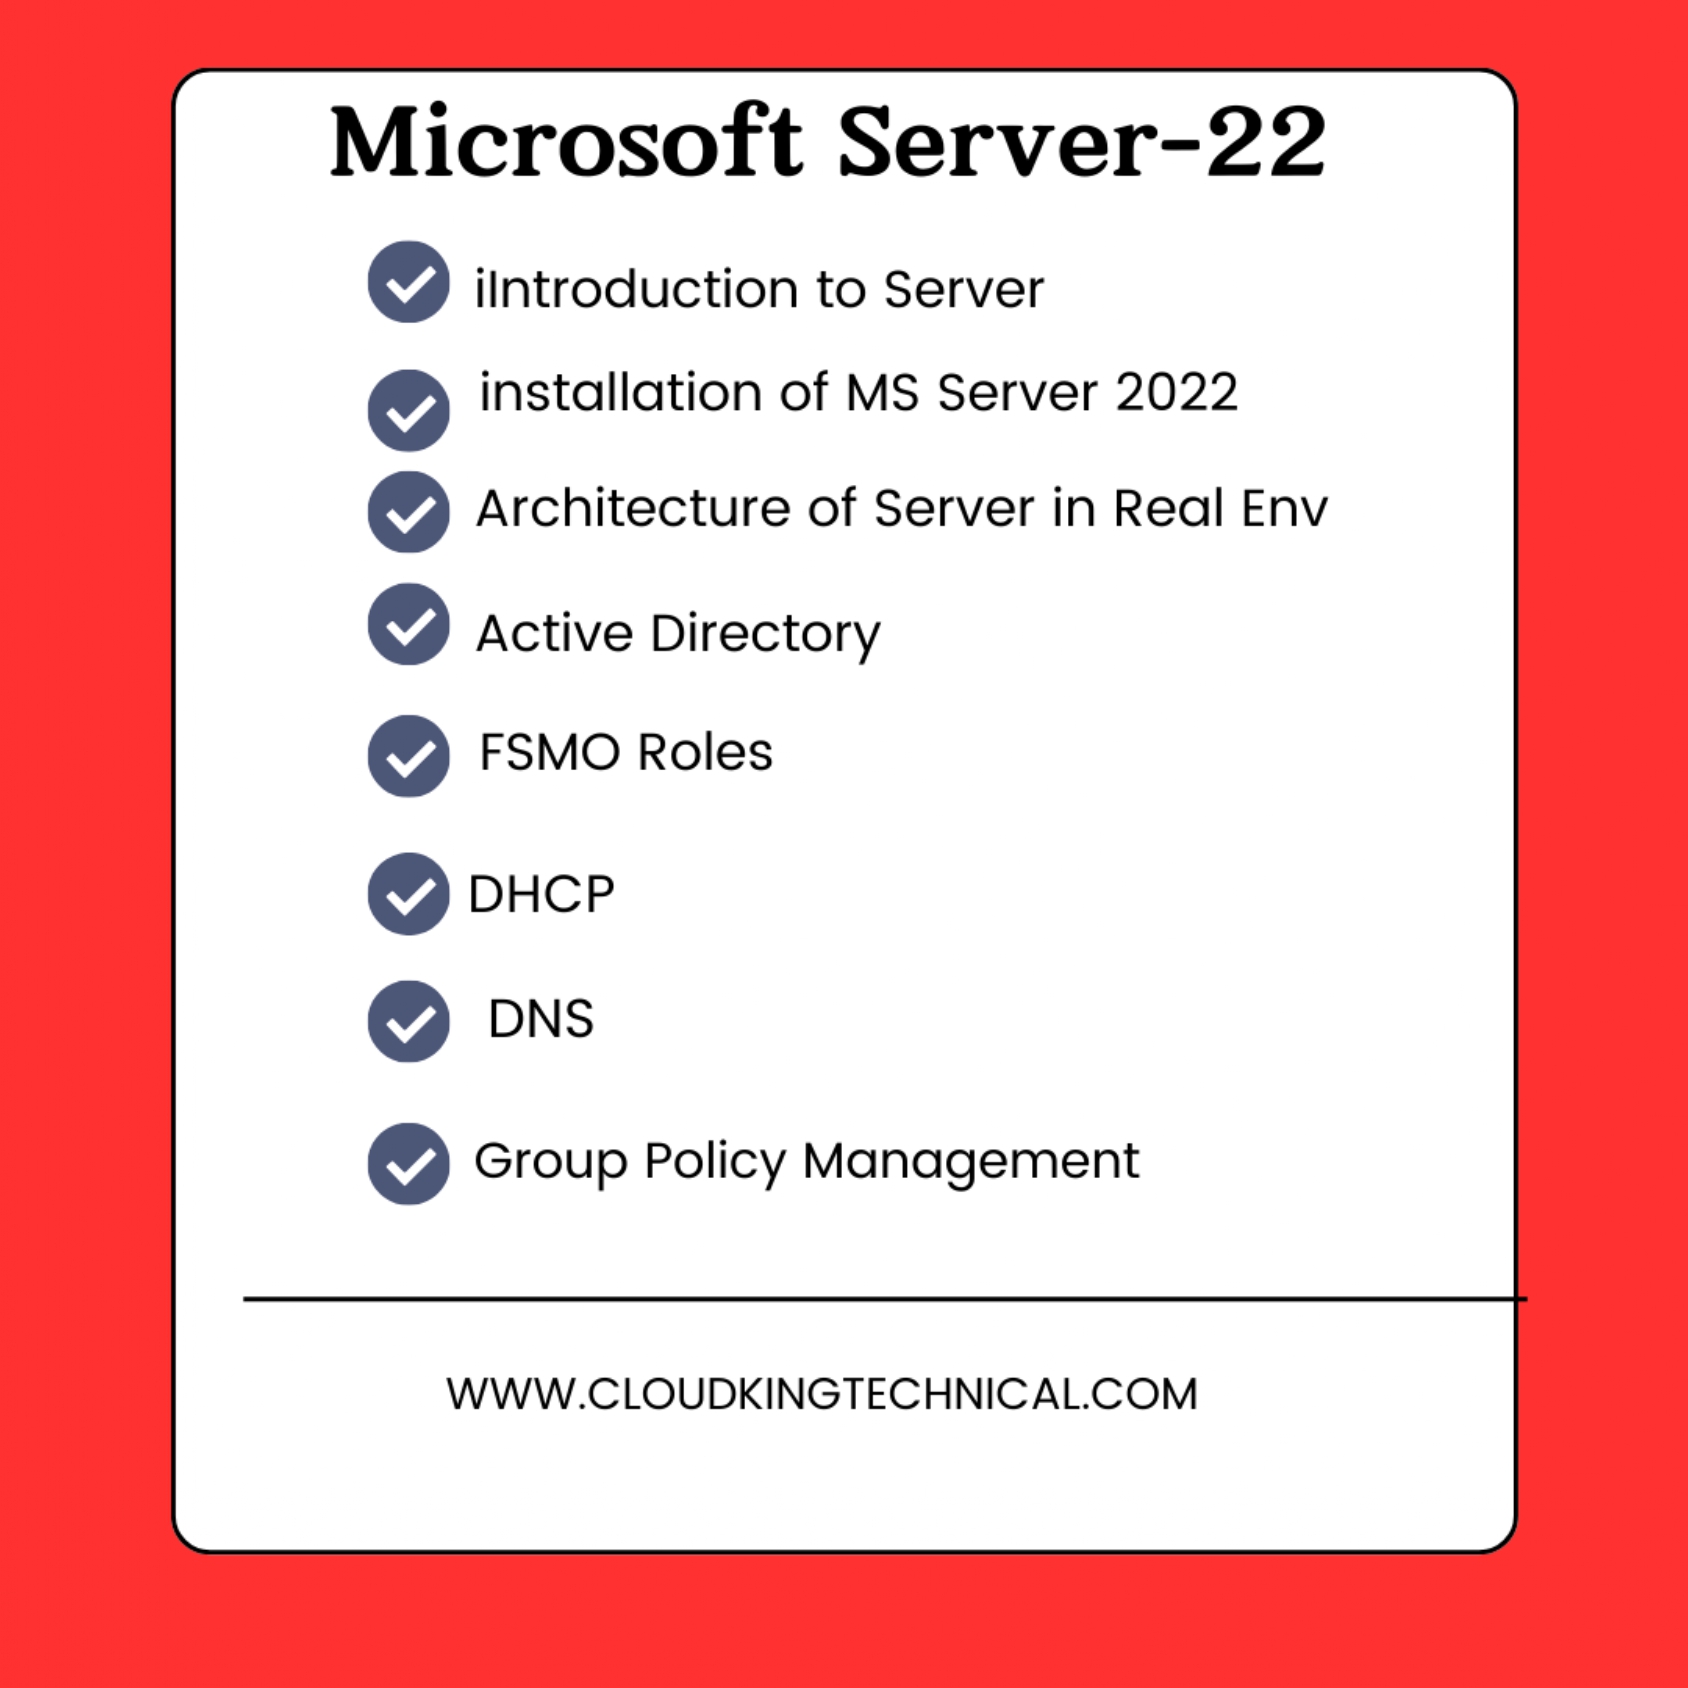 Microsoft Server-22
iIntroduction to Server
installation of MS Server 2022
Architecture of Server in Real Env
Active Directory
FSMO Roles
DHCP
DNS
Group Policy Management
WWW.CLOUDKINGTECHNICAL.COM